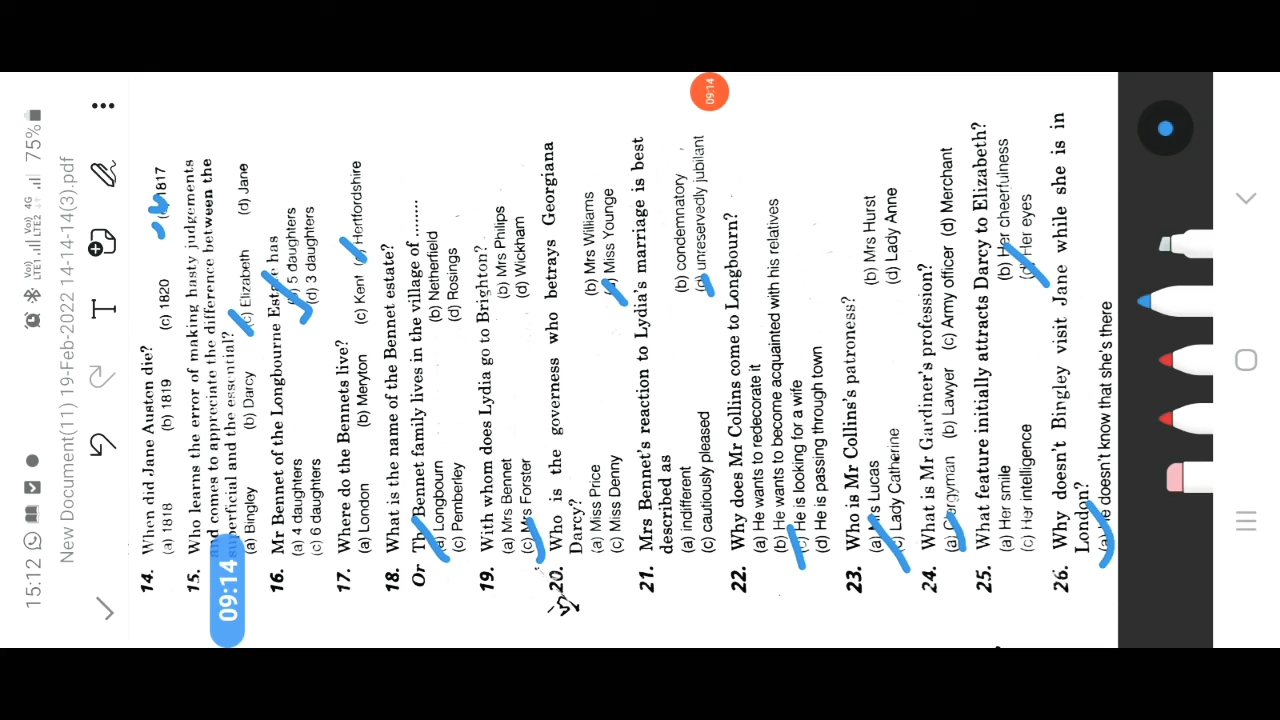 15:12
Vo)) 4G
LTE1 LTE2 75%
New Document(11) 19-Feb-2022 14-14-14(3).pdf
09:14
14. When did Jane Austen die?
(a) 1818 (b) 1819 (c) 1820 1817
15. Who learns the error of making hasty judgements
and comes to appreciate the difference between the
superficial and the essential?
(a) Bingley (b) Darcy (c) Elizabeth (d) Jane
16. Mr Bennet of the Longbourne Estate has
(a) 4 daughters 5 daughters
(c) 6 daughters (d) 3 daughters
17. Where do the Bennets live?
(a) London (b) Meryton (c) Kent Hertfordshire
18. What is the name of the Bennet estate?
Or The Bennet family lives in the village of .........
(a) Longbourn (b) Netherfield
(c) Pemberley (d) Rosings
19. With whom does Lydia go to Brighton?
(a) Mrs Bennet (b) Mrs Philips
(c) Mrs Forster (d) Wickham
20. Who is the governess who betrays Georgiana
Darcy?
(a) Miss Price (b) Mrs Williams
(c) Miss Denny Miss Younge
21. Mrs Bennet's reaction to Lydia's marriage is best
described as
(a) indifferent (b) condemnatory
(c) cautiously pleased unreservedly jubilant
22. Why does Mr Collins come to Longbourn?
(a) He wants to redecorate it
(b) He wants to become acquained with his relatives
(c) He is looking for a wife
(d) He is passing through town
23. Who is Mr Collins's patroness?
(a) Mrs Lucas (b) Mrs Hurst
(c) Lady Catherine (d) Lady Anne
24. What is Mr Gardiner's profession?
(a) Clergyman (b) Lawyer (c) Army officer (d) Merchant
25. What feature initially attracts Darcy to Elizabeth?
(a) Her smile (b) Her cheerfulness
(c) Her intelligence (d) Her eyes
26. Why doesn't Bingley visit Jane while she is in
London?
(a) He doesn't know that she's there
09:14